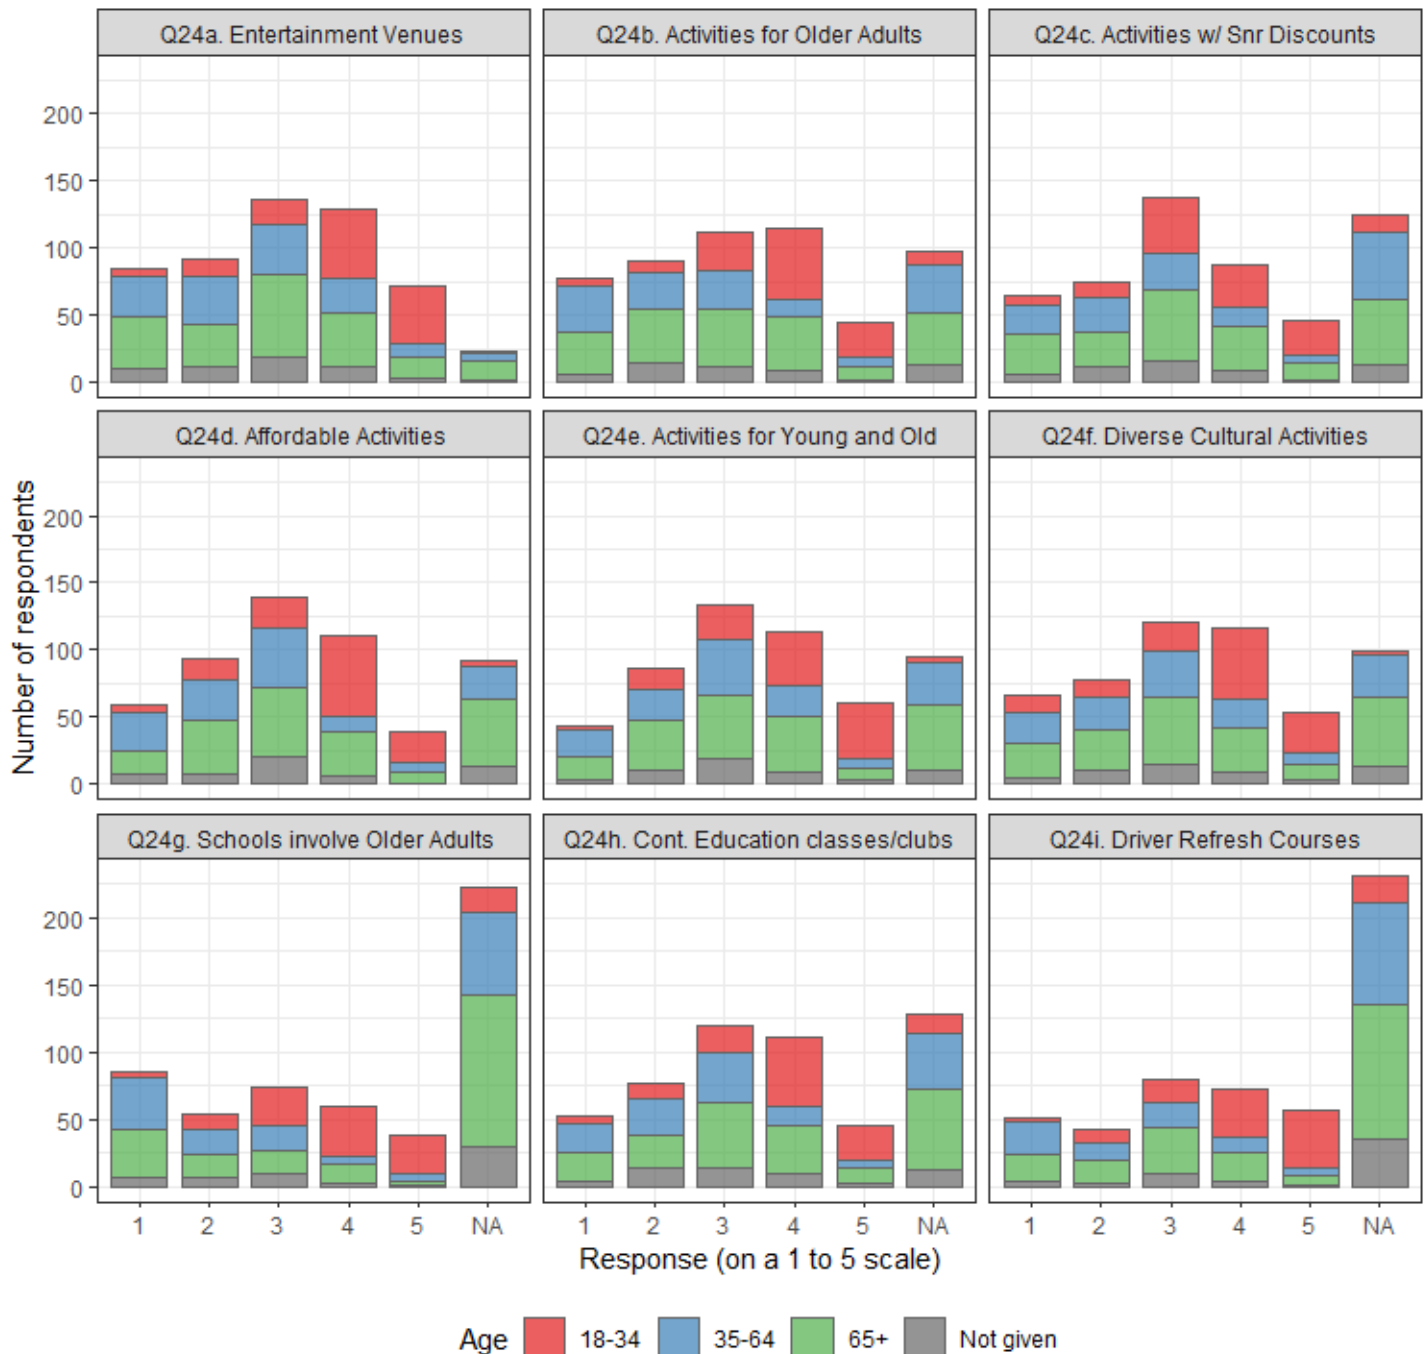 Q24a. Entertainment Venues
Q24b. Activities for Older Adults
Q24c. Activities w/ Snr Discounts
200
150
100
50
0
Q24d. Affordable Activities
Q24e. Activities for Young and Old
Q24f. Diverse Cultural Activities
Number of respondents
200
150
100
50
0
Q24g. Schools involve Older Adults
Q24h. Cont. Education classes/clubs
Q24i. Driver Refresh Courses
200
150
100
50
0
1 2 3 4 5 NA
1 2 3 4 5 NA
1 2 3 4 5 NA
Response (on a 1 to 5 scale)
Age 18-34 35-64 65+ Not given